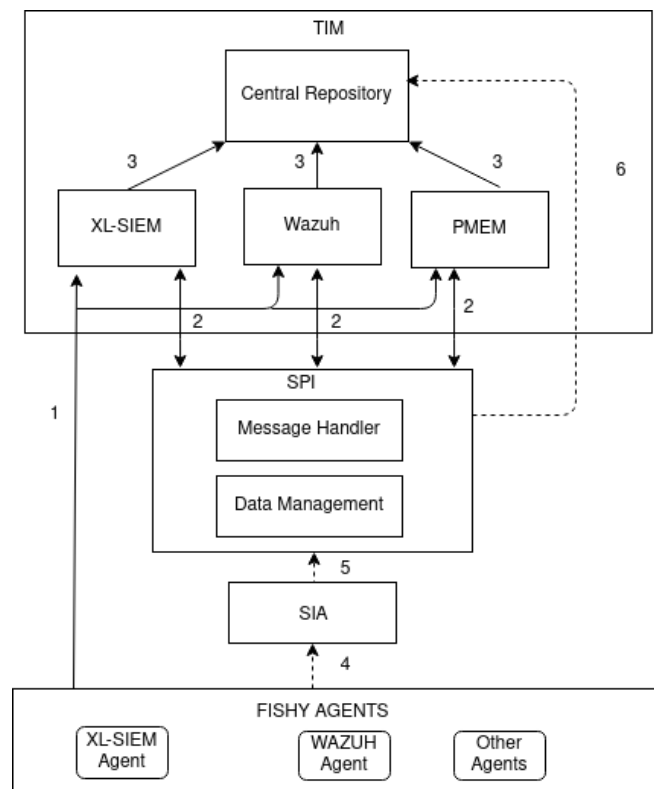 TIM
Central Repository
3
3
3
6
XL-SIEM
Wazuh
PMEM
2
2
2
SPI
1
Message Handler
Data Management
5
SIA
4
FISHY AGENTS
XL-SIEM
Agent
WAZUH
Agent
Other
Agents